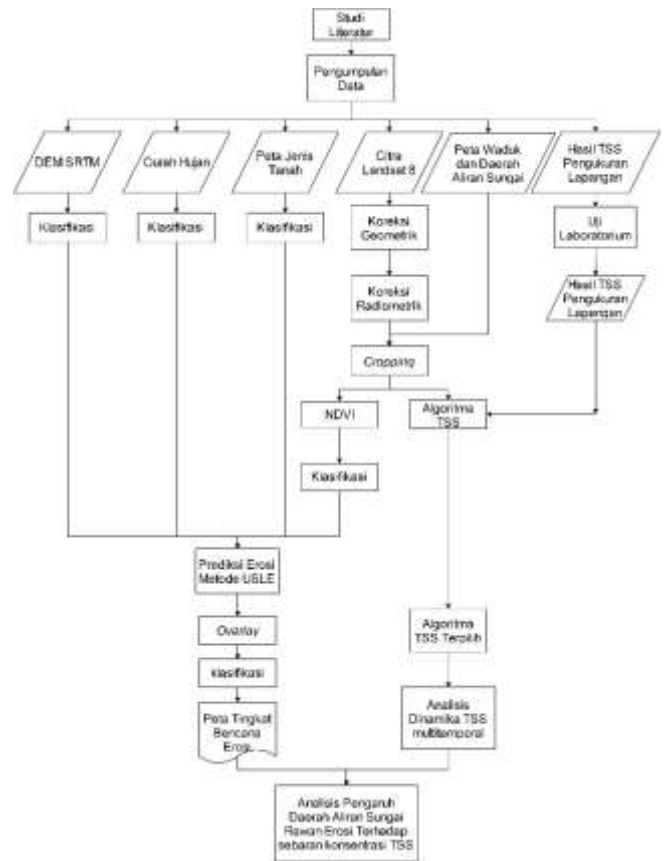 Studi
Literatur
Pengumpulan
Data
DEM SRTM
Curah Hujan
Peta Jenis
Tanah
Citra
Landsat 8
Peta Waduk
dan Daerah
Aliran Sungai
Hasil TSS
Pengukuran
Lapangan
Klasifikasi
Klasifikasi
Klasifikasi
Koreksi
Geometrik
Uji
Laboratorium
Koreksi
Radiometrik
Hasil TSS
Pengukuran
Lapangan
Cropping
NDVI
Algoritma
TSS
Klasifikasi
Prediksi Erosi
Metode USLE
Overlay
klasifikasi
Peta Tingkat
Bencana
Erosi
Algoritma
TSS Terpilih
Analisis
Dinamika TSS
multitemporal
Analisis Pengaruh
Daerah Aliran Sungai
Rawan Erosi Terhadap
sebaran konsentrasi TSS